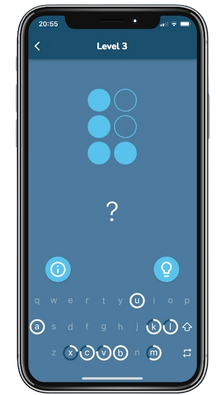 20:55
Level 3
?
q w e r t y u i o p
a s d f g h j k l
z x c v b n m